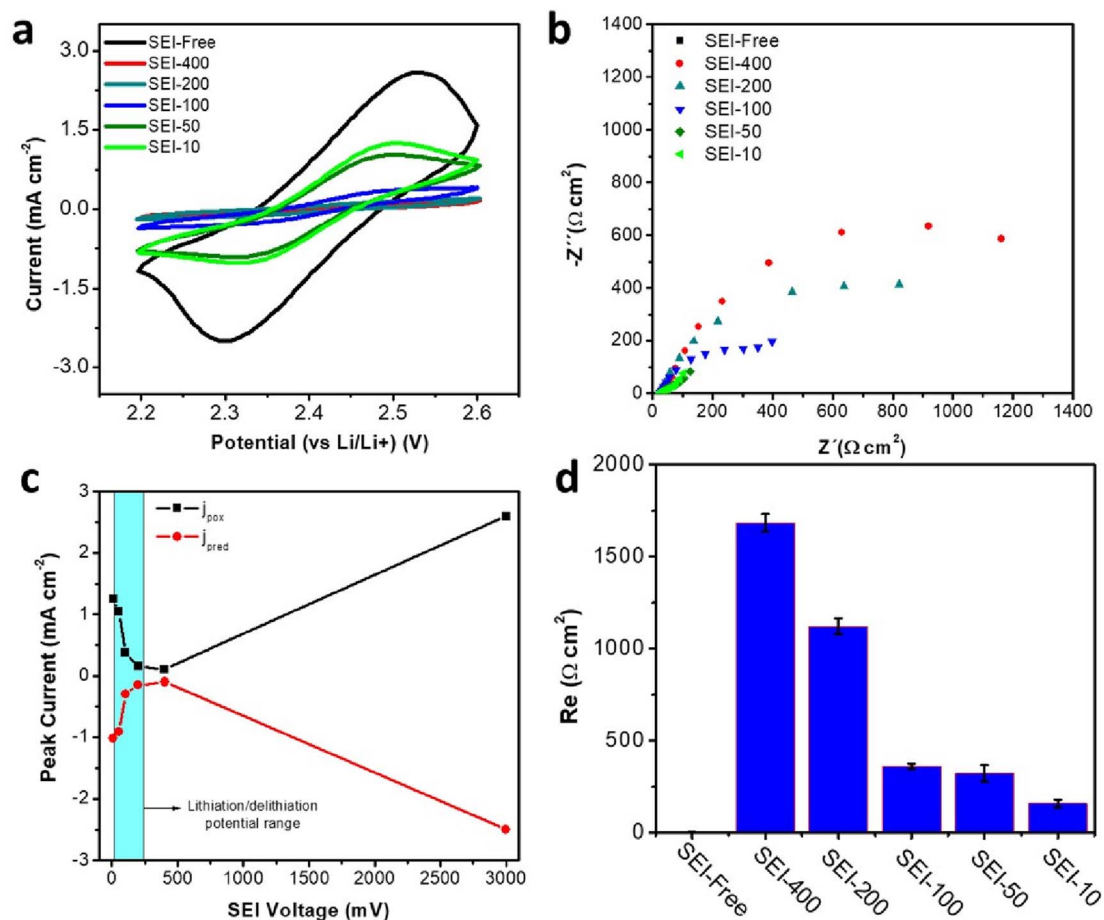 a
SEI-Free
SEI-400
SEI-200
SEI-100
SEI-50
SEI-10
3.0
1.5
0.0
-1.5
-3.0
Current (mA cm⁻²)
2.2 2.3 2.4 2.5 2.6
Potential (vs Li/Li+) (V)
b
SEI-Free
SEI-400
SEI-200
SEI-100
SEI-50
SEI-10
1400
1200
1000
800
600
400
200
0
-Z´´(Ω cm²)
0 200 400 600 800 1000 1200 1400
Z´(Ω cm²)
c
j_pox
j_pred
3
2
1
0
-1
-2
-3
Peak Current (mA cm⁻²)
Lithiation/delithiation
potential range
0 500 1000 1500 2000 2500 3000
SEI Voltage (mV)
d
2000
1500
1000
500
0
Re (Ω cm²)
SEI-Free
SEI-400
SEI-200
SEI-100
SEI-50
SEI-10